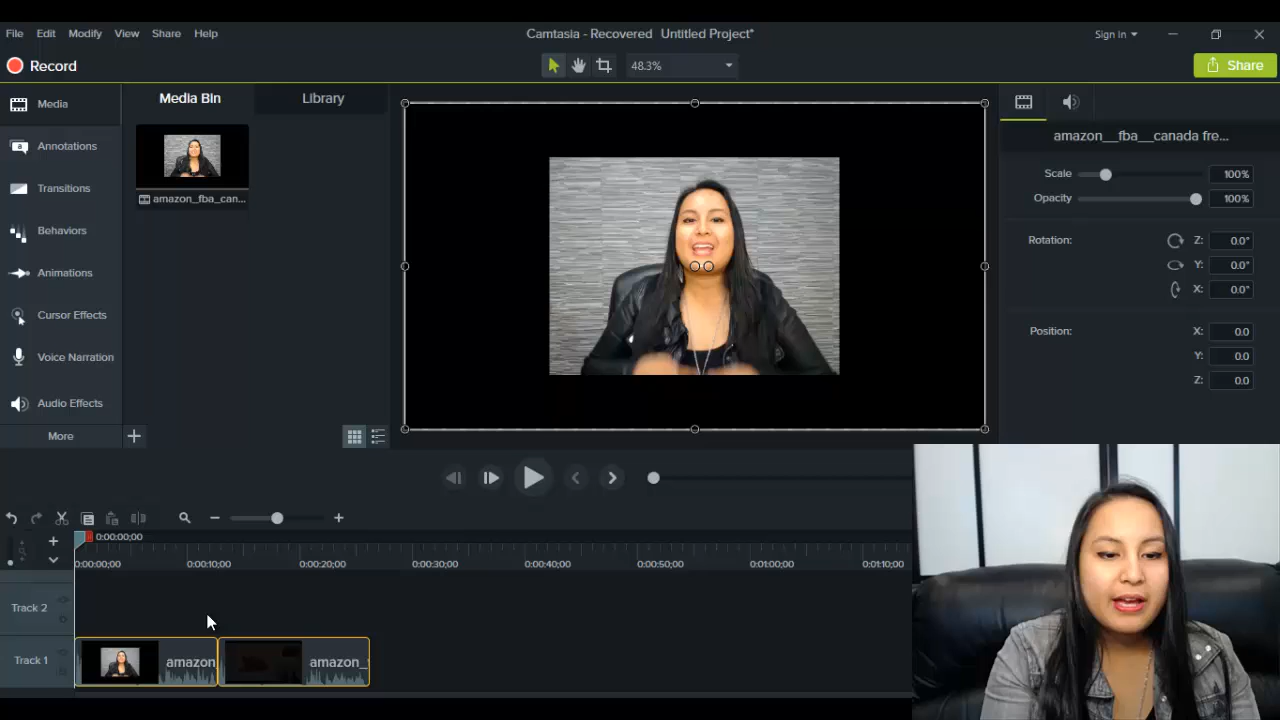 File Edit Modify View Share Help
Camtasia - Recovered Untitled Project*
Sign in
Record
48.3%
Share
Media
Annotations
Transitions
Behaviors
Animations
Cursor Effects
Voice Narration
Audio Effects
More
Media Bin
Library
amazon_fba_can...
amazon__fba__canada fre...
Scale 100%
Opacity 100%
Rotation: Z: 0.0°
Y: 0.0°
X: 0.0°
Position: X: 0.0
Y: 0.0
Z: 0.0
0:00:00;00
0:00:00;00 0:00:10;00 0:00:20;00 0:00:30;00 0:00:40;00 0:00:50;00 0:01:00;00 0:01:10;00
Track 2
Track 1
amazon
amazon_